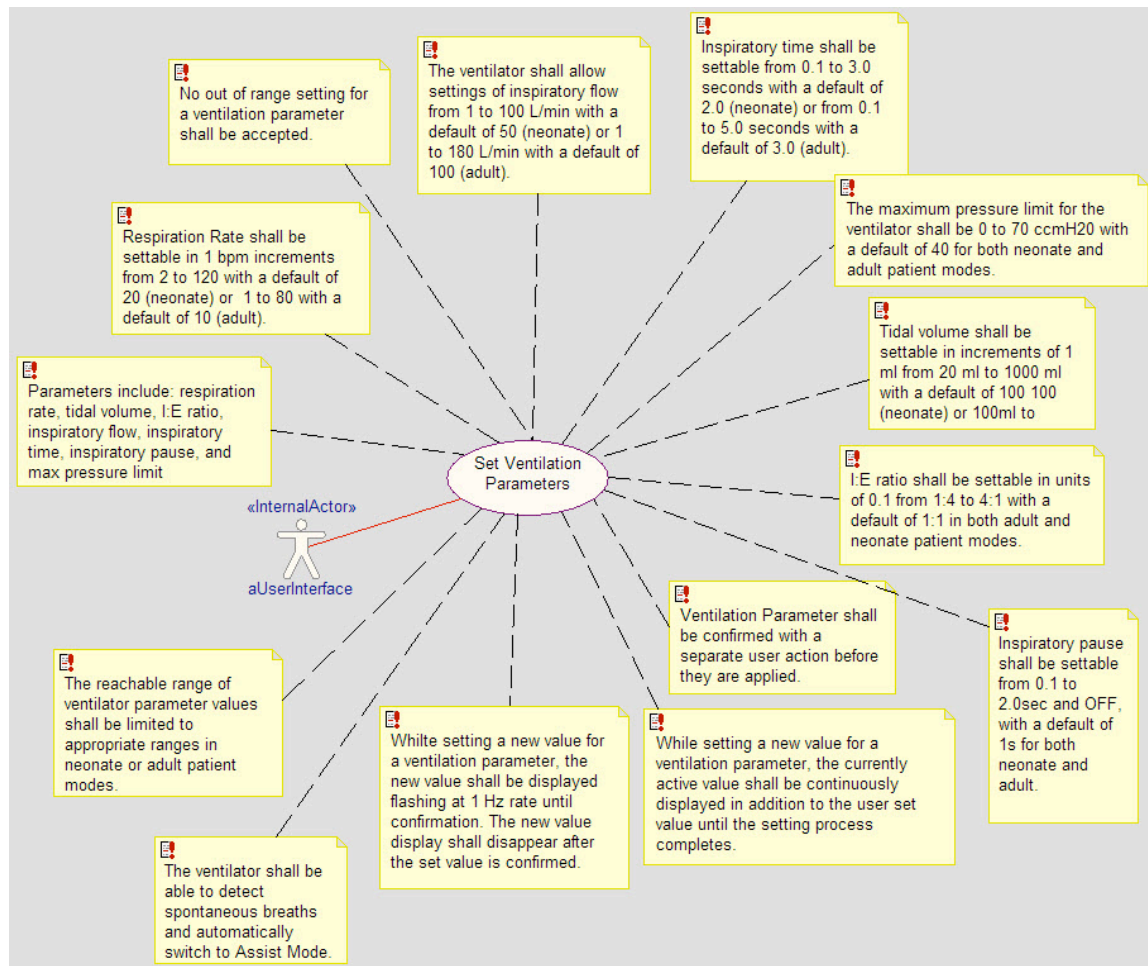 No out of range setting for
a ventilation parameter
shall be accepted.
The ventilator shall allow
settings of inspiratory flow
from 1 to 100 L/min with a
default of 50 (neonate) or 1
to 180 L/min with a default of
100 (adult).
Inspiratory time shall be
settable from 0.1 to 3.0
seconds with a default of
2.0 (neonate) or from 0.1
to 5.0 seconds with a
default of 3.0 (adult).
Respiration Rate shall be
settable in 1 bpm increments
from 2 to 120 with a default of
20 (neonate) or 1 to 80 with a
default of 10 (adult).
The maximum pressure limit for the
ventilator shall be 0 to 70 ccmH20 with
a default of 40 for both neonate and
adult patient modes.
Tidal volume shall be
settable in increments of 1
ml from 20 ml to 1000 ml
with a default of 100 100
(neonate) or 100ml to
Parameters include: respiration
rate, tidal volume, I:E ratio,
inspiratory flow, inspiratory
time, inspiratory pause, and
max pressure limit
Set Ventilation
Parameters
I:E ratio shall be settable in units
of 0.1 from 1:4 to 4:1 with a
default of 1:1 in both adult and
neonate patient modes.
«InternalActor»
aUserInterface
Ventilation Parameter shall
be confirmed with a
separate user action before
they are applied.
Inspiratory pause
shall be settable
from 0.1 to
2.0sec and OFF,
with a default of
1s for both
neonate and
adult.
The reachable range of
ventilator parameter values
shall be limited to
appropriate ranges in
neonate or adult patient
modes.
Whilte setting a new value for
a ventilation parameter, the
new value shall be displayed
flashing at 1 Hz rate until
confirmation. The new value
display shall disappear after
the set value is confirmed.
While setting a new value for a
ventilation parameter, the currently
active value shall be continuously
displayed in addition to the user set
value until the setting process
completes.
The ventilator shall be
able to detect
spontaneous breaths
and automatically
switch to Assist Mode.